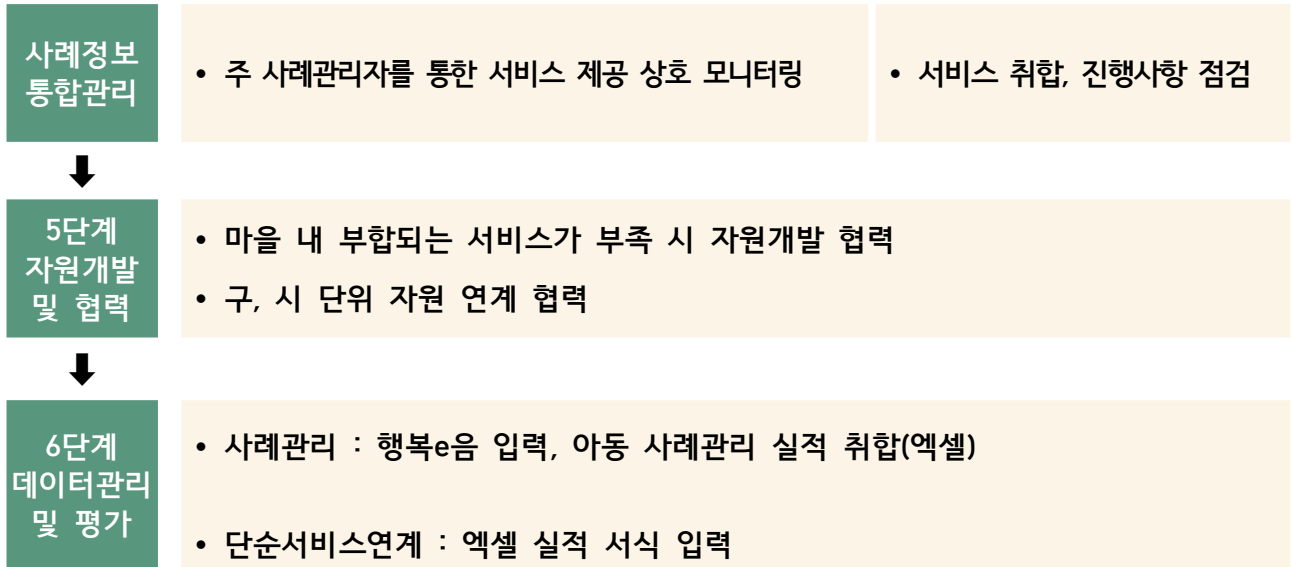 사례정보
통합관리
• 주 사례관리자를 통한 서비스 제공 상호 모니터링
• 서비스 취합, 진행사항 점검
5단계
자원개발
및 협력
• 마을 내 부합되는 서비스가 부족 시 자원개발 협력
• 구, 시 단위 자원 연계 협력
6단계
데이터관리
및 평가
• 사례관리 : 행복e음 입력, 아동 사례관리 실적 취합(엑셀)
• 단순서비스연계 : 엑셀 실적 서식 입력